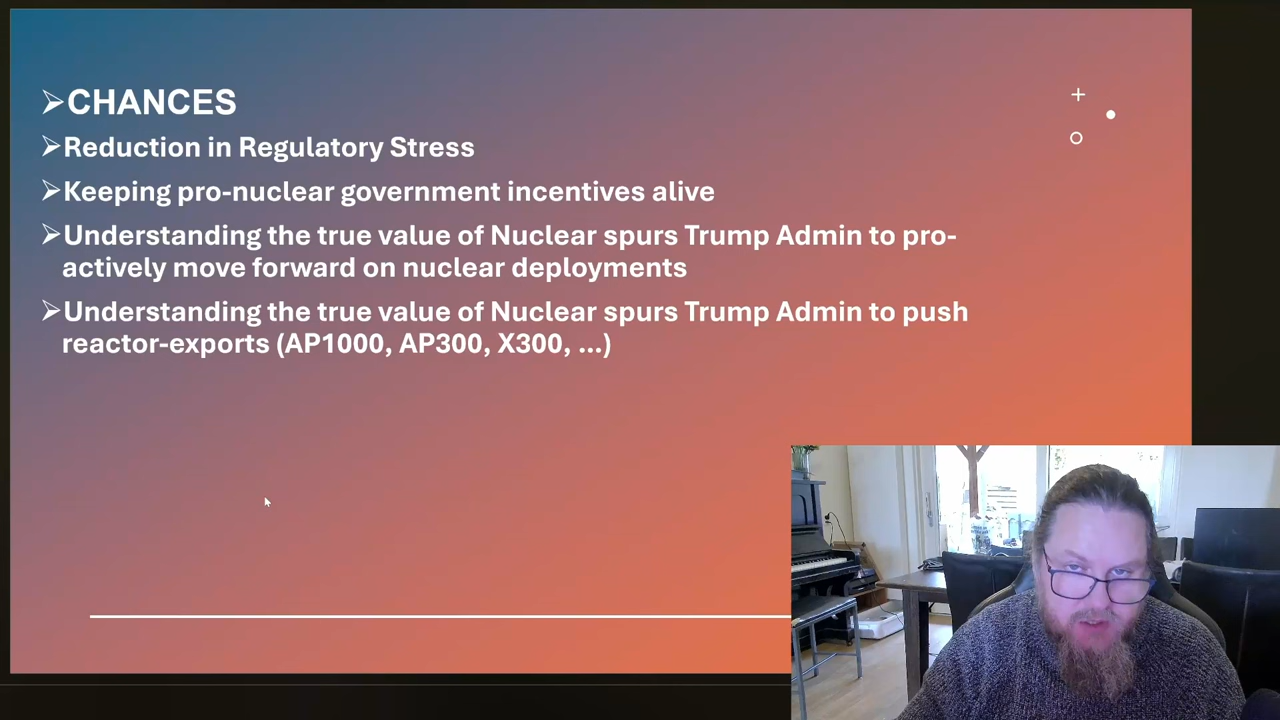 CHANCES
Reduction in Regulatory Stress
Keeping pro-nuclear government incentives alive
Understanding the true value of Nuclear spurs Trump Admin to pro-
actively move forward on nuclear deployments
Understanding the true value of Nuclear spurs Trump Admin to push
reactor-exports (AP1000, AP300, X300, ...)